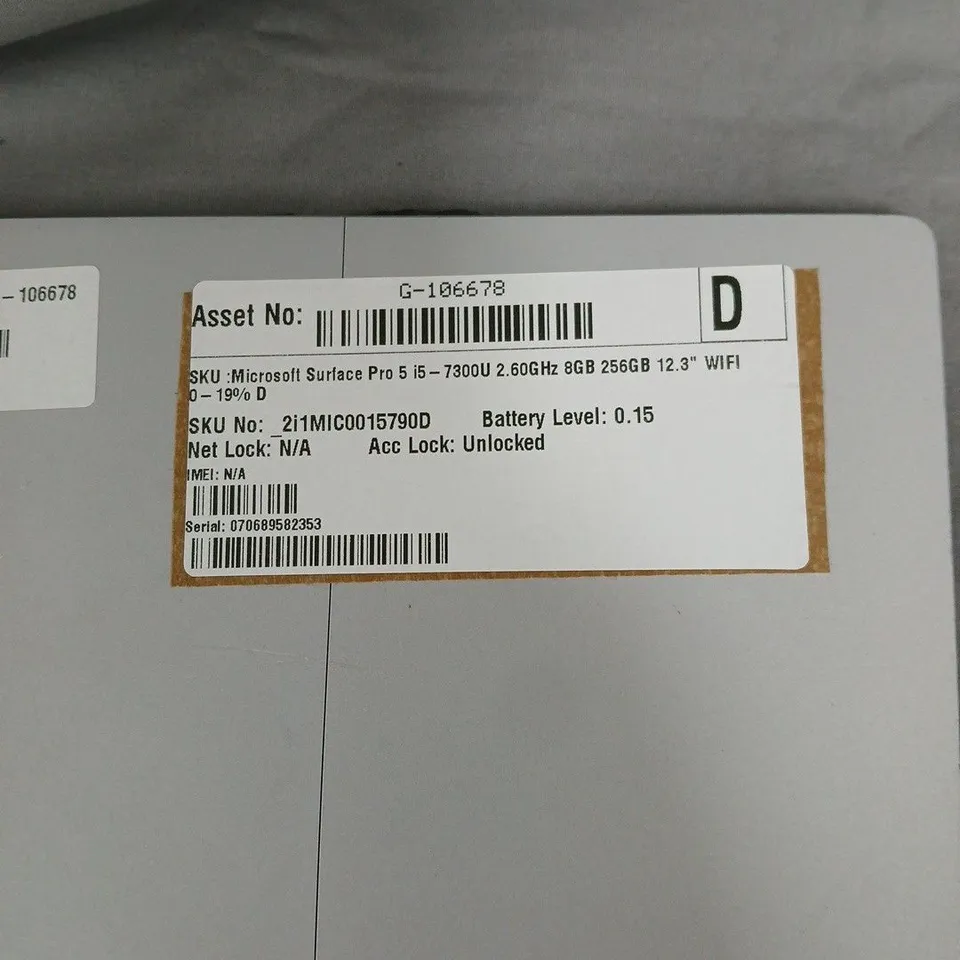 – 106678
G-106678
Asset No:
D
SKU :Microsoft Surface Pro 5 i5 – 7300U 2.60GHz 8GB 256GB 12.3" WIFI
0 – 19% D
SKU No: _2i1MIC0015790D Battery Level: 0.15
Net Lock: N/A Acc Lock: Unlocked
IMEI: N/A
Serial: 070689582353